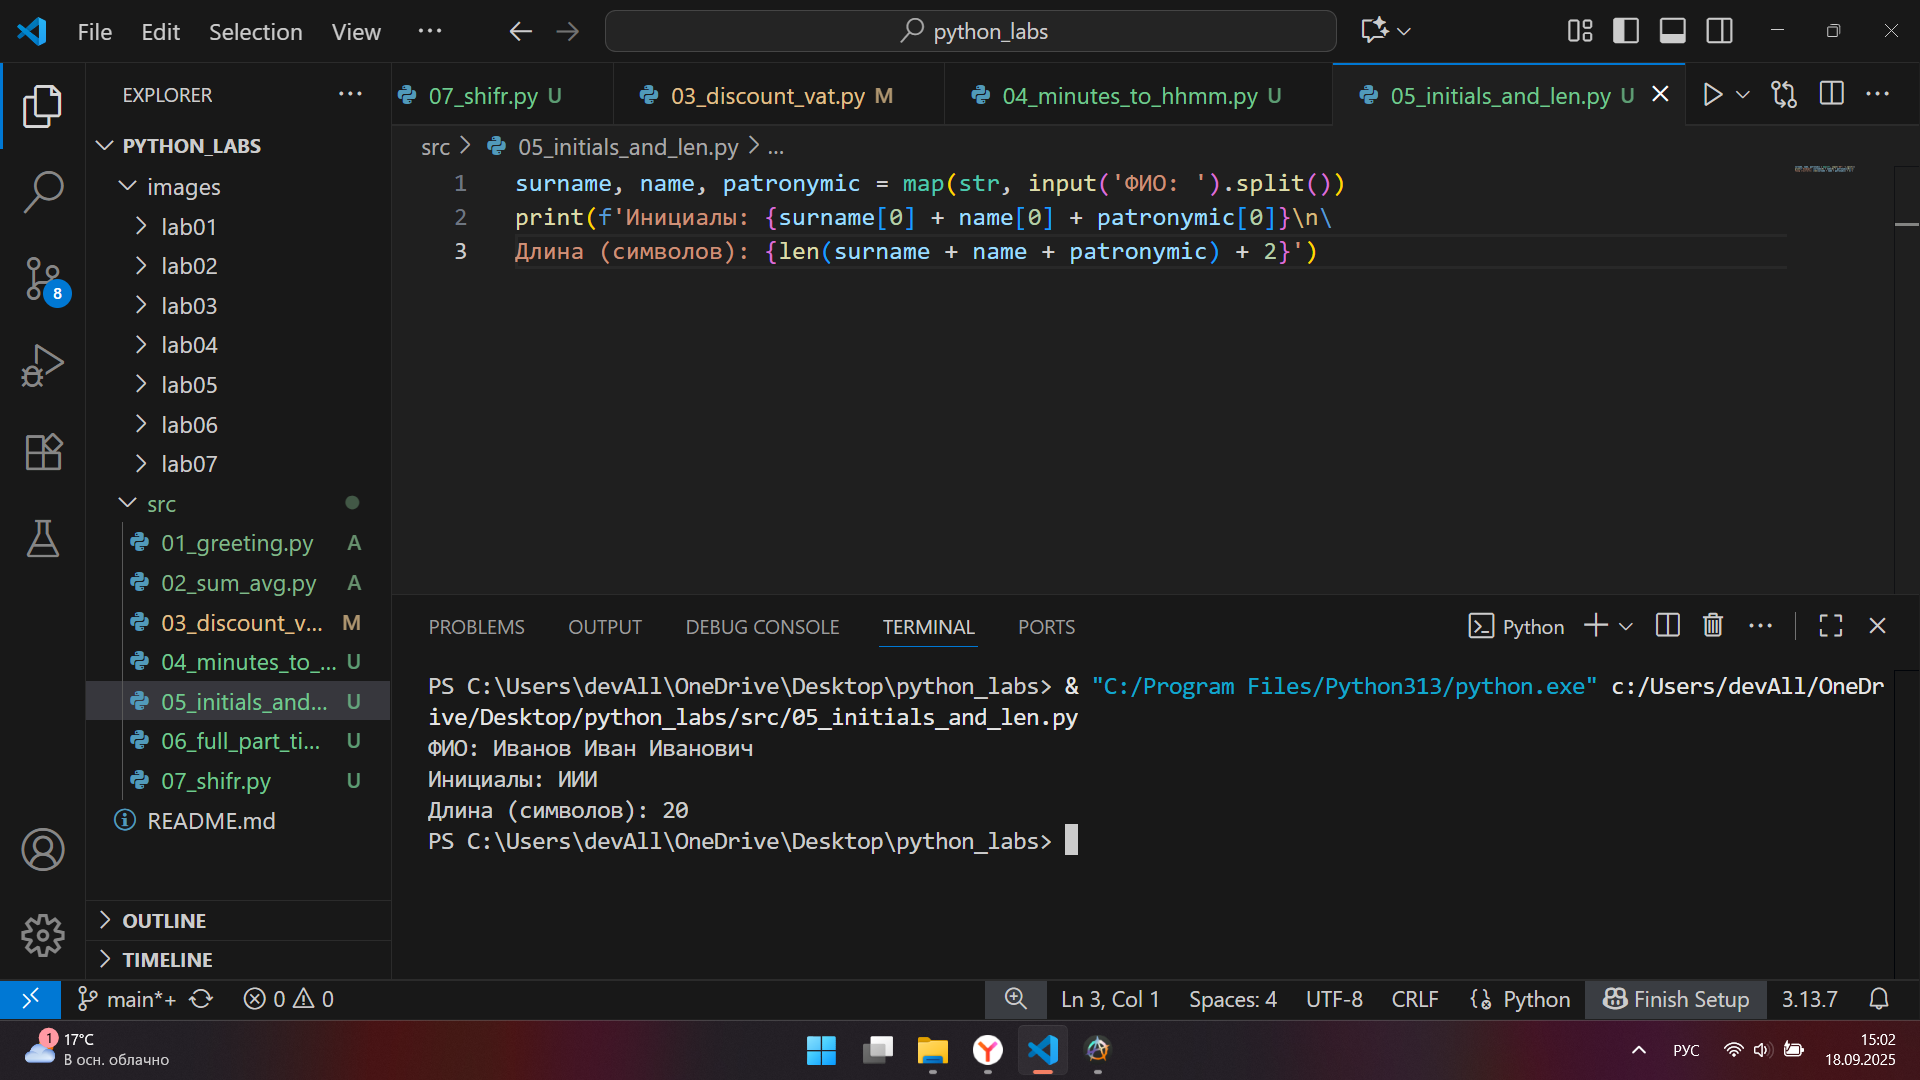 File Edit Selection View ··· python_labs
EXPLORER ···
PYTHON_LABS
images
lab01
lab02
lab03
lab04
lab05
lab06
lab07
src
01_greeting.py A
02_sum_avg.py A
03_discount_v... M
04_minutes_to_... U
05_initials_and... U
06_full_part_ti... U
07_shifr.py U
README.md
OUTLINE
TIMELINE
07_shifr.py U 03_discount_vat.py M 04_minutes_to_hhmm.py U 05_initials_and_len.py U
src > 05_initials_and_len.py > ...
1 surname, name, patronymic = map(str, input('ФИО: ').split())
2 print(f'Инициалы: {surname[0] + name[0] + patronymic[0]}\n\
3 Длина (символов): {len(surname + name + patronymic) + 2}')
PROBLEMS OUTPUT DEBUG CONSOLE TERMINAL PORTS Python
PS C:\Users\devAll\OneDrive\Desktop\python_labs> & "C:/Program Files/Python313/python.exe" c:/Users/devAll/OneDr
ive/Desktop/python_labs/src/05_initials_and_len.py
ФИО: Иванов Иван Иванович
Инициалы: ИИИ
Длина (символов): 20
PS C:\Users\devAll\OneDrive\Desktop\python_labs>
8
main*+ 0 0 Ln 3, Col 1 Spaces: 4 UTF-8 CRLF Python Finish Setup 3.13.7
1 17°C
В осн. облачно
РУС
15:02
18.09.2025